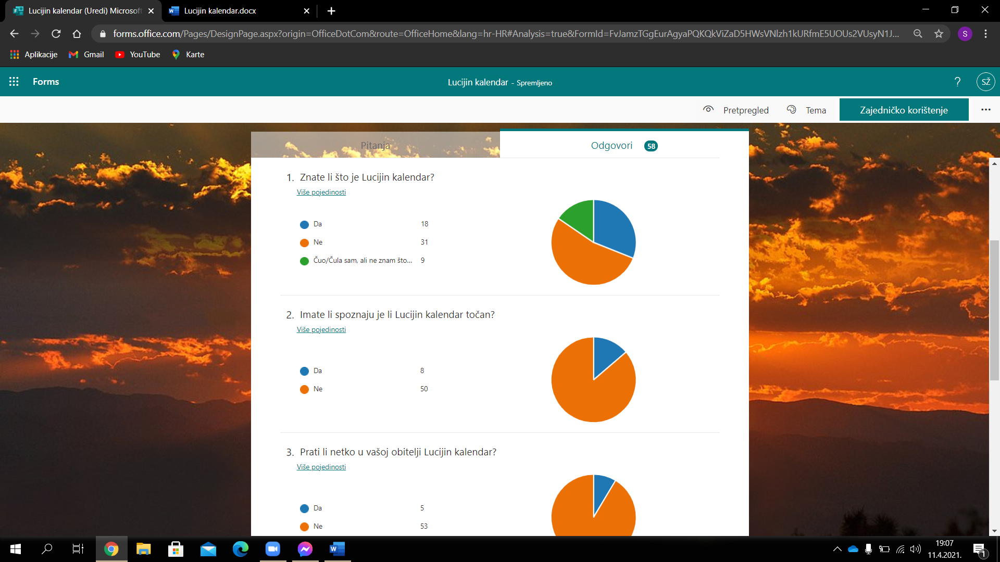 Lucijin kalendar (Uredi) Microsoft
Lucijin kalendar.docx
forms.office.com/Pages/DesignPage.aspx?origin=OfficeDotCom&route=OfficeHome&lang=hr-HR#Analysis=true&FormId=FvJamzTGgEurAgyaPQKQkViZaD5HWsVNlzh1kURfmE5UOUs2VUsyN1J...
S
Aplikacije
Gmail
YouTube
Karte
Forms
Lucijin kalendar - Spremljeno
?
SŽ
Pretpregled
Tema
Zajedničko korištenje
Pitanja
Odgovori 58
1. Znate li što je Lucijin kalendar?
Više pojedinosti
Da 18
Ne 31
Čuo/Čula sam, ali ne znam što... 9
2. Imate li spoznaju je li Lucijin kalendar točan?
Više pojedinosti
Da 8
Ne 50
3. Prati li netko u vašoj obitelji Lucijin kalendar?
Više pojedinosti
Da 5
Ne 53
19:07
11.4.2021.
1